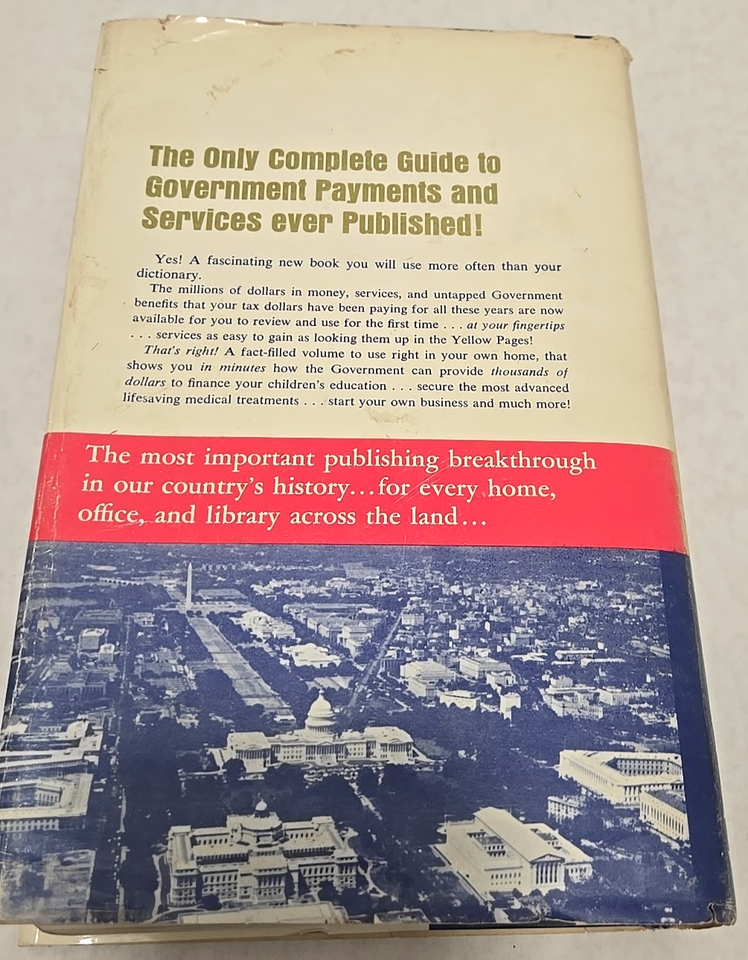 The Only Complete Guide to
Government Payments and
Services ever Published!
Yes! A fascinating new book you will use more often than your
dictionary.
The millions of dollars in money, services, and untapped Government
benefits that your tax dollars have been paying for all these years are now
available for you to review and use for the first time . . . at your fingertips
. . . services as easy to gain as looking them up in the Yellow Pages!
That's right! A fact-filled volume to use right in your own home, that
shows you in minutes how the Government can provide thousands of
dollars to finance your children's education . . . secure the most advanced
lifesaving medical treatments . . . start your own business and much more!
The most important publishing breakthrough
in our country's history...for every home,
office, and library across the land...